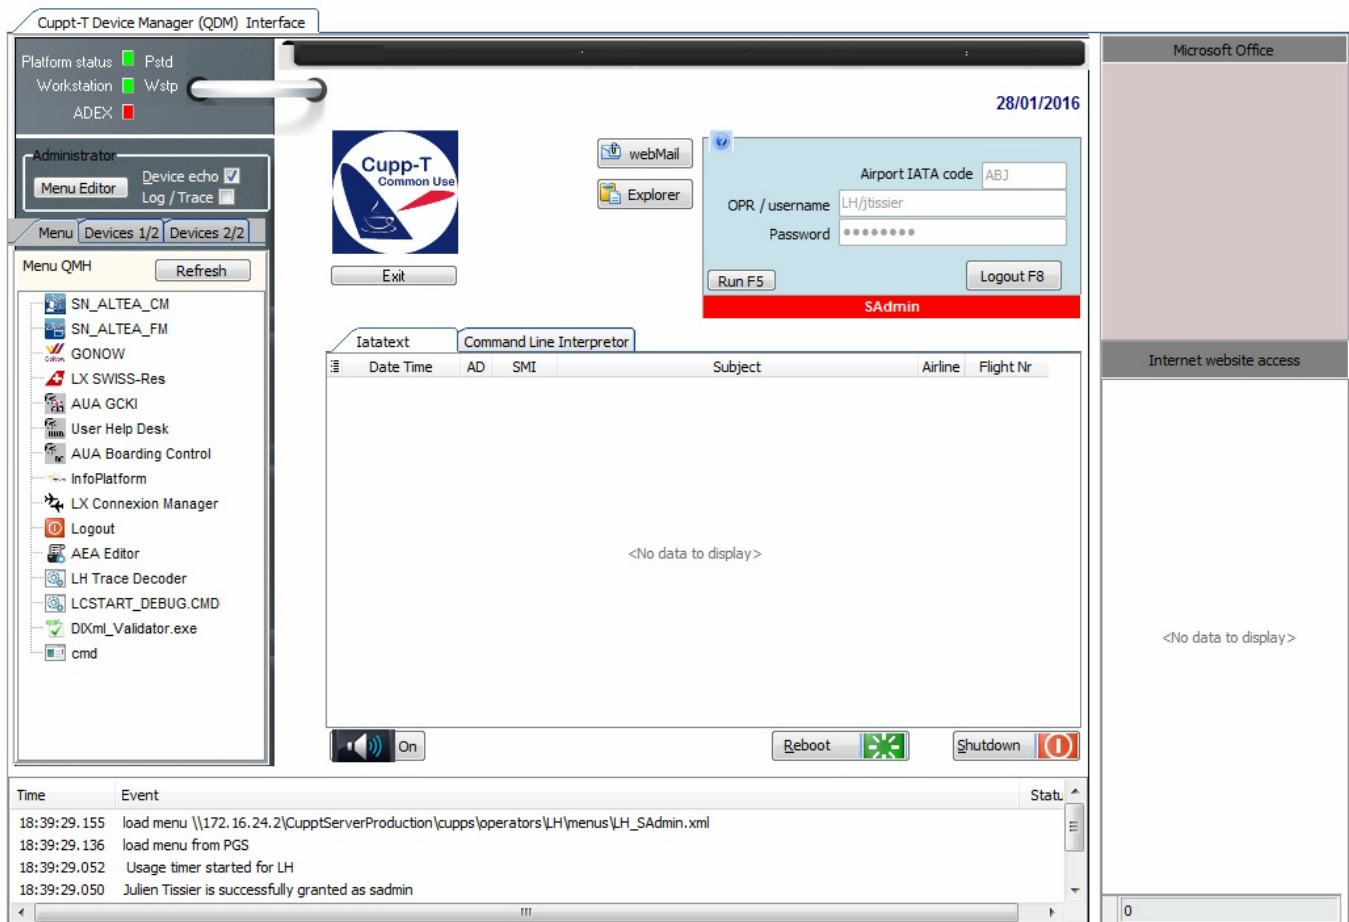 Cuppt-T Device Manager (QDM) Interface
Platform status Pstd
Workstation Wstp
ADEX
Administrator
Menu Editor
Device echo
Log / Trace
Menu Devices 1/2 Devices 2/2
Menu QMH Refresh
SN_ALTEA_CM
SN_ALTEA_FM
GONOW
LX SWISS-Res
AUA GCKI
User Help Desk
AUA Boarding Control
InfoPlatform
LX Connexion Manager
Logout
AEA Editor
LH Trace Decoder
LCSTART_DEBUG.CMD
DIXml_Validator.exe
cmd
28/01/2016
Cupp-T
Common Use
Exit
webMail
Explorer
Airport IATA code ABJ
OPR / username LH/jtissier
Password ••••••••
Run F5 Logout F8
SAdmin
Iatatext Command Line Interpretor
Date Time AD SMI Subject Airline Flight Nr
<No data to display>
On Reboot Shutdown
Microsoft Office
Internet website access
<No data to display>
0
Time Event Statu
18:39:29.155 load menu \\172.16.24.2\CupptServerProduction\cupps\operators\LH\menus\LH_SAdmin.xml
18:39:29.136 load menu from PGS
18:39:29.052 Usage timer started for LH
18:39:29.050 Julien Tissier is successfully granted as sadmin